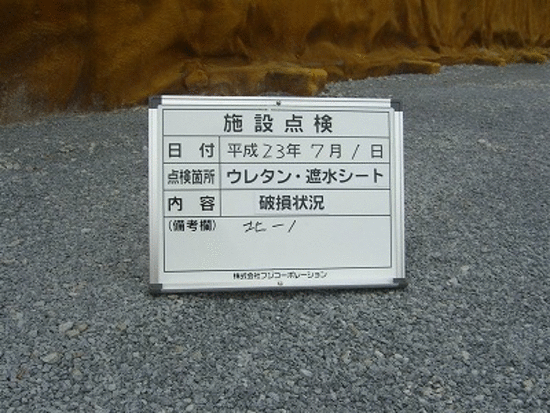 施設点検
日付 平成23年7月1日
点検箇所 ウレタン・遮水シート
内容 破損状況
(備考欄) 北-1
株式会社フジコーポレーション